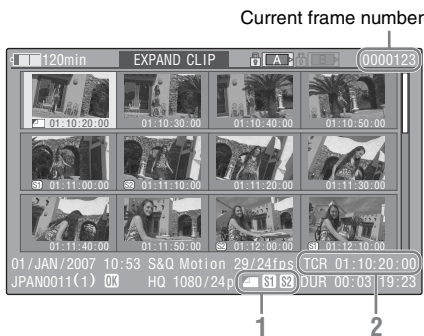 Current frame number
120min EXPAND CLIP A B 0000123
01:10:20:00 01:10:30:00 01:10:40:00 01:10:50:00
S1 01:11:00:00 S2 01:11:10:00 01:11:20:00 01:11:30:00
01:11:40:00 01:11:50:00 S2 01:12:00:00 S1 01:12:10:00
01/JAN/2007 10:53 S&Q Motion 29/24fps TCR 01:10:20:00
JPAN0011(1) OK HQ 1080/24p S1 S2 DUR 00:03:19:23
1 2